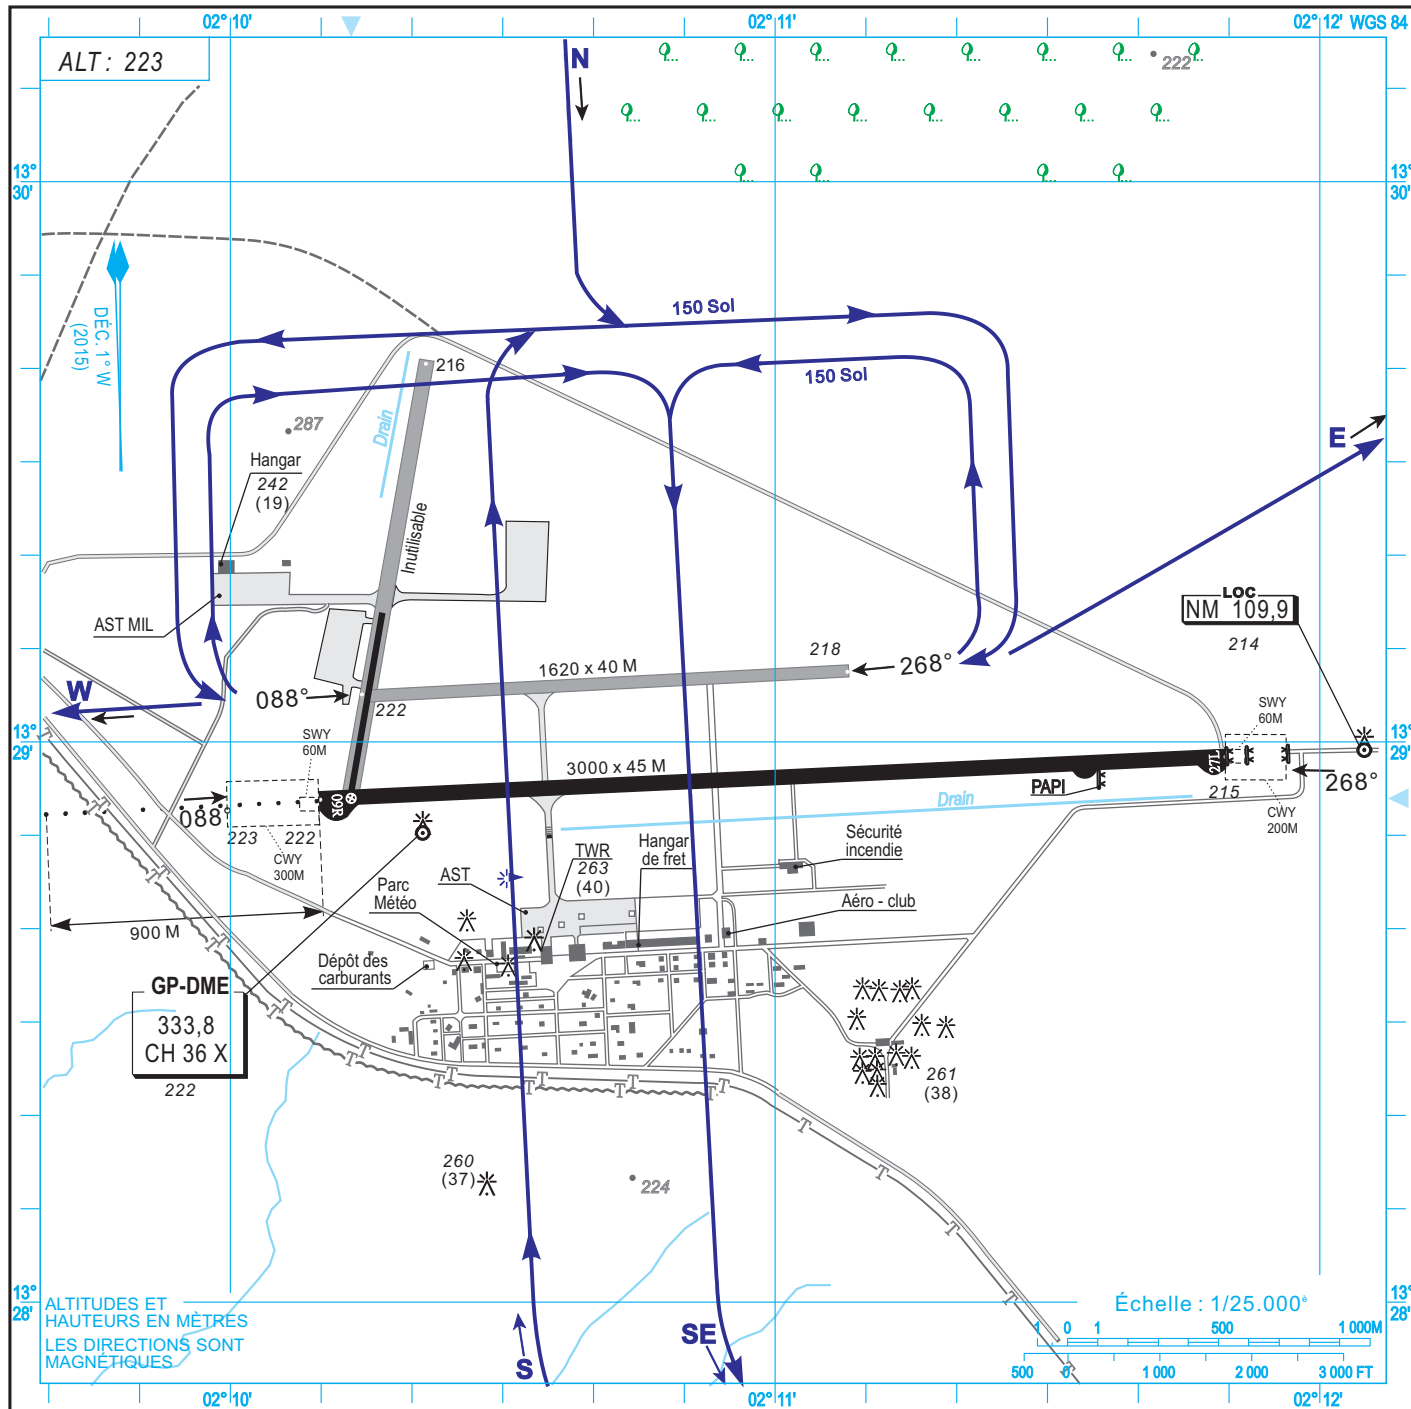 02° 10'
02° 11'
02° 12' WGS 84
ALT : 223
N
222
13°
30'
13°
30'
150 Sol
DÉC. 1° W
(2015)
216
150 Sol
287
Drain
E
Hangar
242
(19)
Inutilisable
LOC
NM 109,9
214
AST MIL
1620 x 40 M
218
268°
W
088°
222
SWY
60M
SWY
60M
13°
29'
13°
29'
3000 x 45 M
27L
268°
09R
PAPI
215
088°
Drain
CWY
200M
223
222
CWY
300M
TWR
263
(40)
Hangar
de fret
Sécurité
incendie
AST
Parc
Météo
Aéro - club
900 M
Dépôt des
carburants
GP-DME
333,8
CH 36 X
222
261
(38)
T T T T T T T T T T T T T T T T T
260
(37)
224
13°
28'
13°
28'
ALTITUDES ET
HAUTEURS EN MÈTRES
LES DIRECTIONS SONT
MAGNÉTIQUES
Échelle : 1/25.000è
1 0 1 500 1 000M
500 0 1 000 2 000 3 000 FT
S
SE
02° 10'
02° 11'
02° 12'